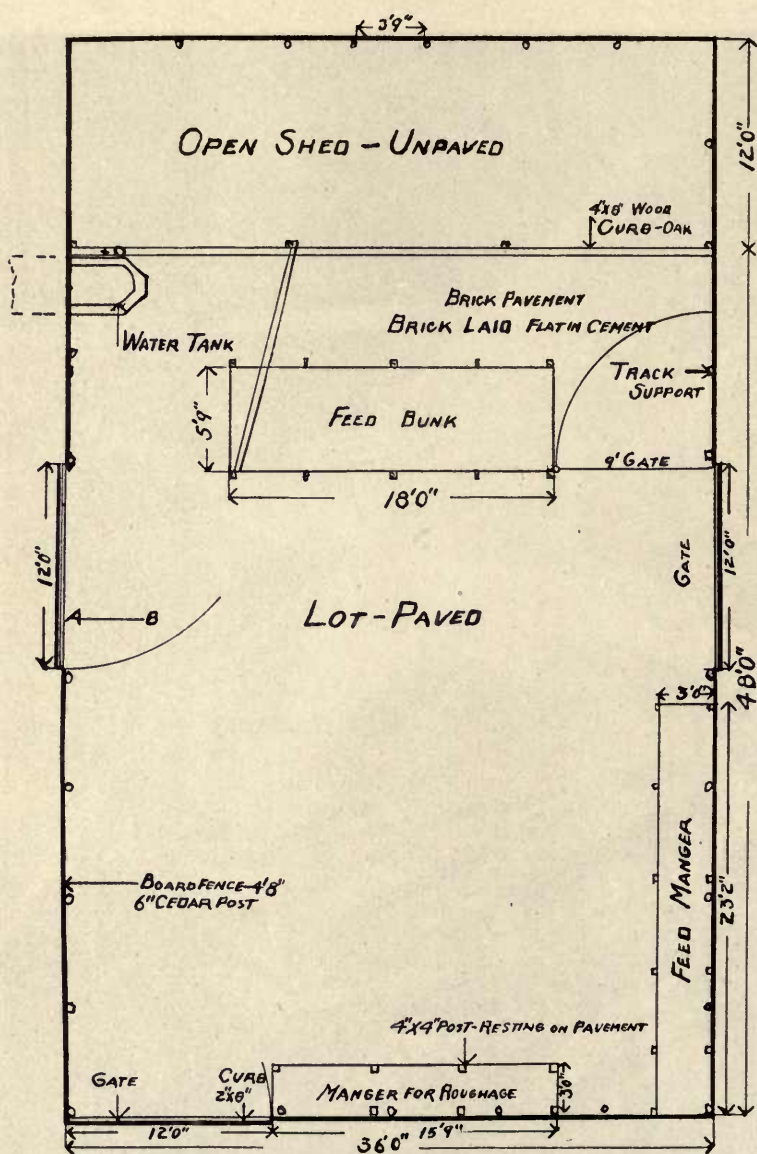 3'9"
OPEN SHED - UNPAVED
12'0"
4"X8" WOOD
CURB-OAK
BRICK PAVEMENT
BRICK LAID FLAT IN CEMENT
WATER TANK
TRACK
SUPPORT
5'9"
FEED BUNK
9' GATE
18'0"
12'0"
GATE
12'0"
A B
LOT-PAVED
48'0"
3'0"
BOARD FENCE-4'8"
6" CEDAR POST
FEED MANGER
23'2"
4"X4" POST-RESTING ON PAVEMENT
GATE
CURB
2"X8"
MANGER FOR ROUGHAGE
3'0"
12'0"
15'9"
36'0"